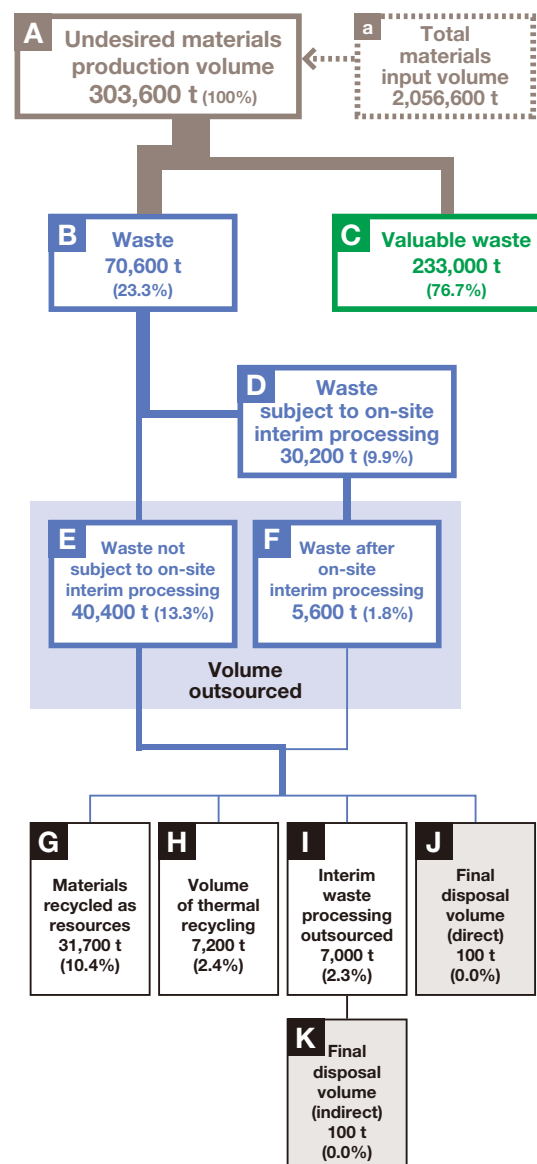 A
Undesired materials
production volume
303,600 t (100%)
a
Total
materials
input volume
2,056,600 t
B
Waste
70,600 t
(23.3%)
C
Valuable waste
233,000 t
(76.7%)
D
Waste
subject to on-site
interim processing
30,200 t (9.9%)
E
Waste not
subject to on-site
interim processing
40,400 t (13.3%)
F
Waste after
on-site
interim processing
5,600 t (1.8%)
Volume
outsourced
G
Materials
recycled as
resources
31,700 t
(10.4%)
H
Volume
of thermal
recycling
7,200 t
(2.4%)
I
Interim
waste
processing
outsourced
7,000 t
(2.3%)
J
Final
disposal
volume
(direct)
100 t
(0.0%)
K
Final
disposal
volume
(indirect)
100 t
(0.0%)